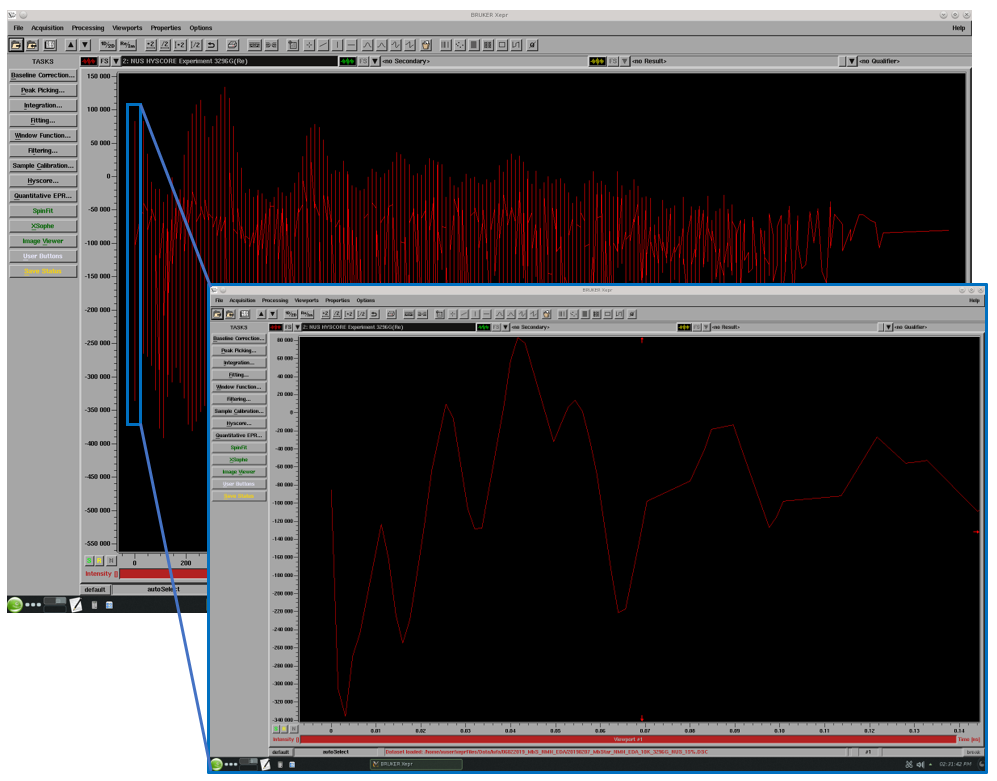 BRUKER Xepr
File Acquisition Processing Viewports Properties Options Help
TASKS FS 2: NUS HYSCORE Experiment 3296G(Re) FS <no Secondary> FS <no Result> <no Qualifier>
Baseline Correction...
Peak Picking...
Integration...
Fitting...
Window Function...
Filtering...
Sample Calibration...
Hyscore...
Quantitative EPR...
SpinFit
XSophe
Image Viewer
User Buttons
Save Status
150 000
100 000
50 000
0
-50 000
-100 000
-150 000
-200 000
-250 000
-300 000
-350 000
-400 000
-450 000
-500 000
-550 000
0 200
Intensity []
default autoSelect
BRUKER Xepr
File Acquisition Processing Viewports Properties Options Help
TASKS FS 2: NUS HYSCORE Experiment 3296G(Re) FS <no Secondary> FS <no Result> <no Qualifier>
Baseline Correction...
Peak Picking...
Integration...
Fitting...
Window Function...
Filtering...
Sample Calibration...
Hyscore...
Quantitative EPR...
SpinFit
XSophe
Image Viewer
User Buttons
Save Status
80 000
60 000
40 000
20 000
0
-20 000
-40 000
-60 000
-80 000
-100 000
-120 000
-140 000
-160 000
-180 000
-200 000
-220 000
-240 000
-260 000
-280 000
-300 000
-320 000
-340 000
0 0.01 0.02 0.03 0.04 0.05 0.06 0.07 0.08 0.09 0.1 0.11 0.12 0.13 0.14
Intensity [] Viewport #1 Time [ns]
default autoSelect Dataset loaded: #1 break
BRUKER Xepr 02:31:42 PM